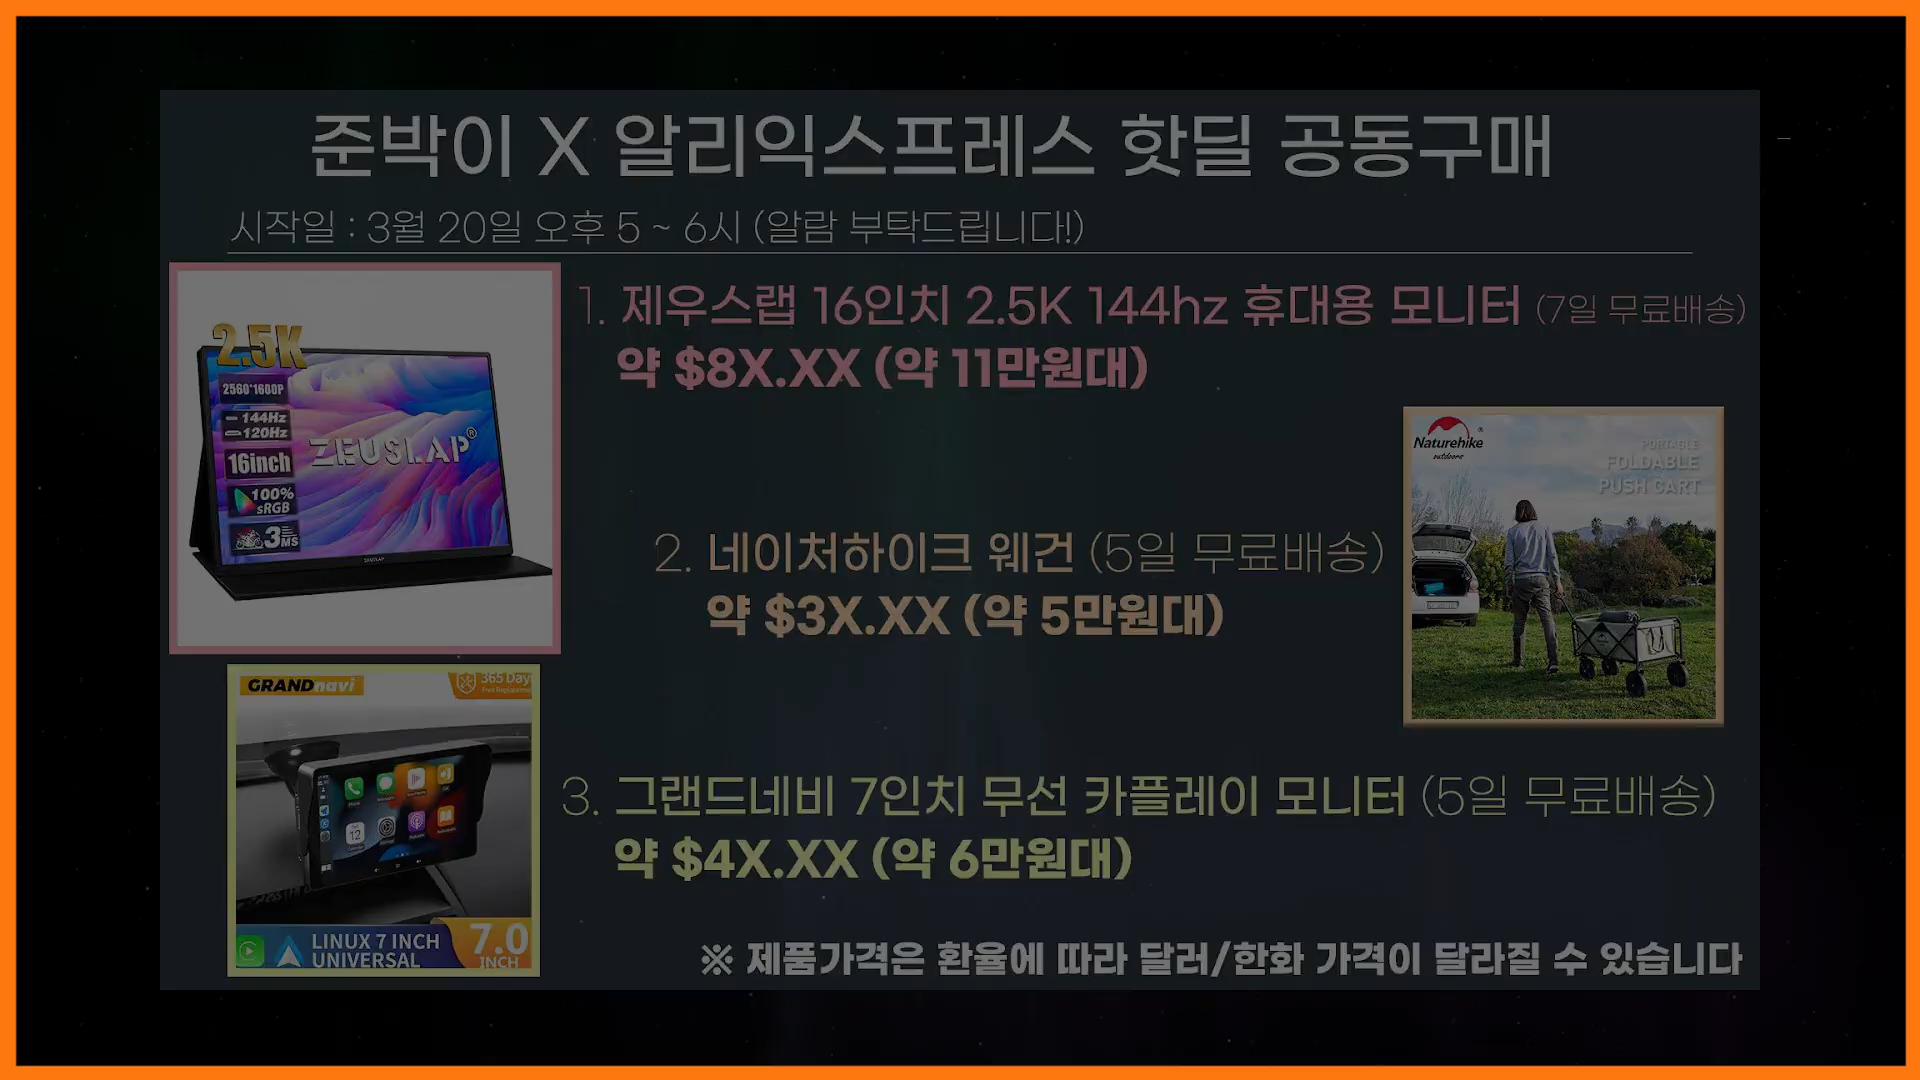 준박이 X 알리익스프레스 핫딜 공동구매
시작일 : 3월 20일 오후 5 ~ 6시 (알람 부탁드립니다!)
1. 제우스랩 16인치 2.5K 144hz 휴대용 모니터 (7일 무료배송)
약 $8X.XX (약 11만원대)
2.5K
2560*1600P
144Hz
120Hz
16inch
100%
sRGB
3MS
ZEUSLAP®
ZEUSLAP
Naturehike
outdoors
PORTABLE
FOLDABLE
PUSH CART
2. 네이처하이크 웨건 (5일 무료배송)
약 $3X.XX (약 5만원대)
GRANDnavi
365 Day
3. 그랜드네비 7인치 무선 카플레이 모니터 (5일 무료배송)
약 $4X.XX (약 6만원대)
12
LINUX 7 INCH
UNIVERSAL
7.0
INCH
※ 제품가격은 환율에 따라 달러/한화 가격이 달라질 수 있습니다